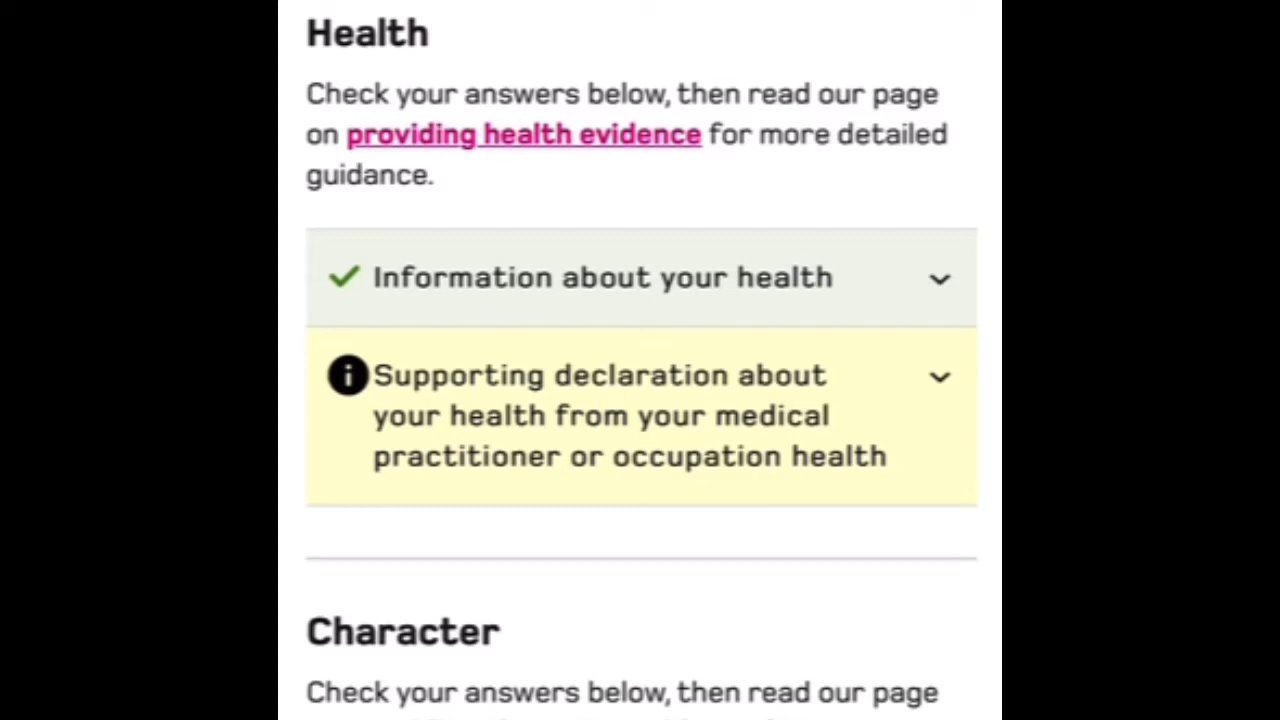 Health
Check your answers below, then read our page
on providing health evidence for more detailed
guidance.
Information about your health
Supporting declaration about
your health from your medical
practitioner or occupation health
Character
Check your answers below, then read our page